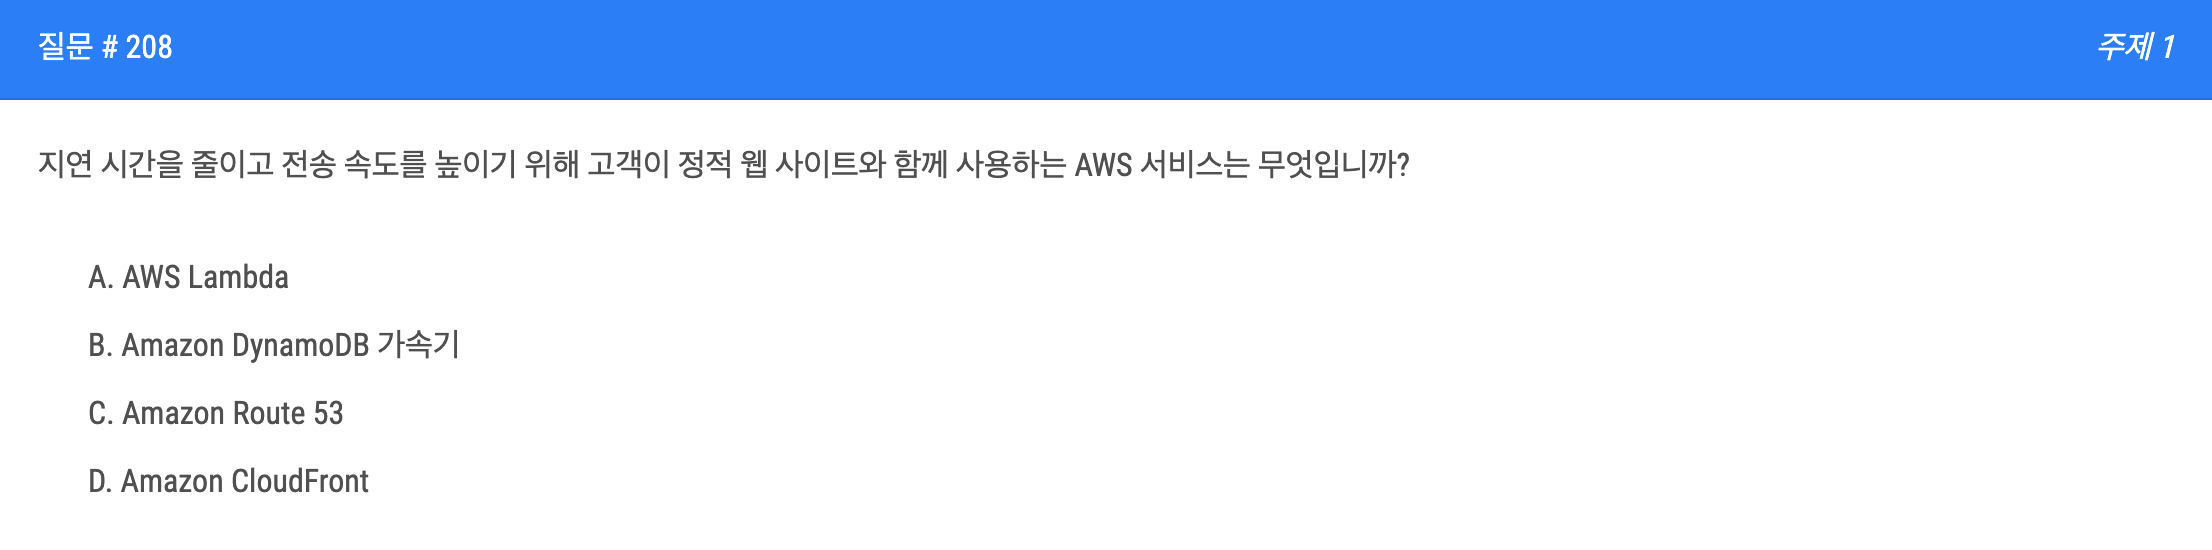 질문 # 208
주제 1
지연 시간을 줄이고 전송 속도를 높이기 위해 고객이 정적 웹 사이트와 함께 사용하는 AWS 서비스는 무엇입니까?
A. AWS Lambda
B. Amazon DynamoDB 가속기
C. Amazon Route 53
D. Amazon CloudFront